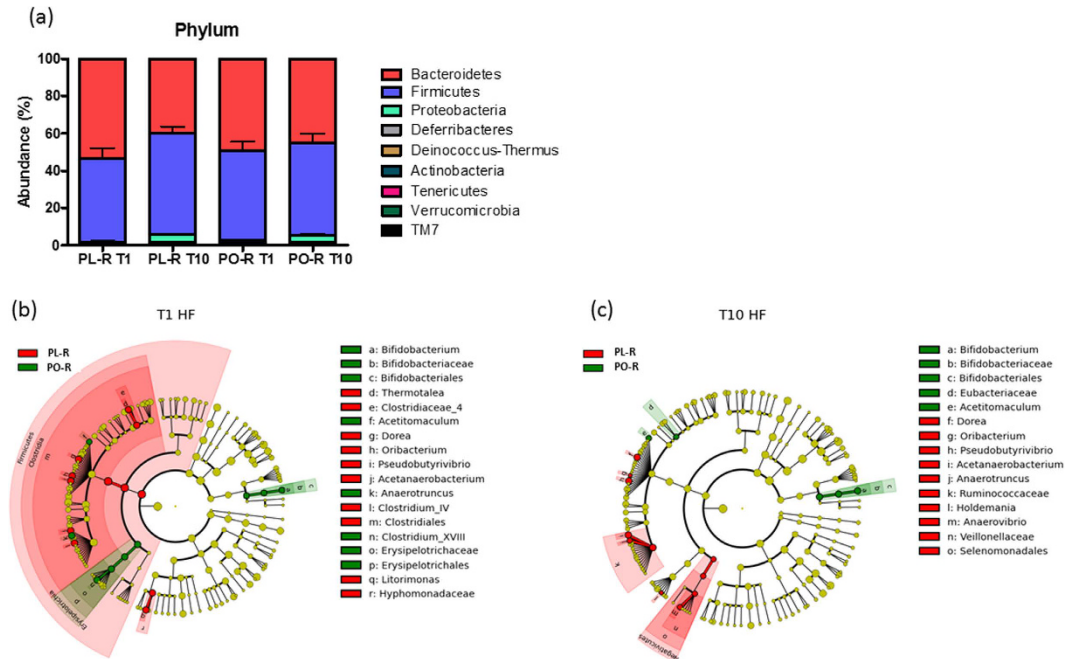 (a)
Phylum
Abundance (%)
100
80
60
40
20
0
PL-R T1
PL-R T10
PO-R T1
PO-R T10
Bacteroidetes
Firmicutes
Proteobacteria
Deferribacteres
Deinococcus-Thermus
Actinobacteria
Tenericutes
Verrucomicrobia
TM7
(b)
T1 HF
PL-R
PO-R
Firmicutes
Clostridia
m
e
p
o
Erysipelotrichia
r
a
b
c
a: Bifidobacterium
b: Bifidobacteriaceae
c: Bifidobacteriales
d: Thermotalea
e: Clostridiaceae_4
f: Acetitomaculum
g: Dorea
h: Oribacterium
i: Pseudobutyrivibrio
j: Acetanaerobacterium
k: Anaerotruncus
l: Clostridium_IV
m: Clostridiales
n: Clostridium_XVIII
o: Erysipelotrichaceae
p: Erysipelotrichales
q: Litorimonas
r: Hyphomonadaceae
(c)
T10 HF
PL-R
PO-R
d
k
m
n
o
a
b
c
a: Bifidobacterium
b: Bifidobacteriaceae
c: Bifidobacteriales
d: Eubacteriaceae
e: Acetitomaculum
f: Dorea
g: Oribacterium
h: Pseudobutyrivibrio
i: Acetanaerobacterium
j: Anaerotruncus
k: Ruminococcaceae
l: Holdemania
m: Anaerovibrio
n: Veillonellaceae
o: Selenomonadales